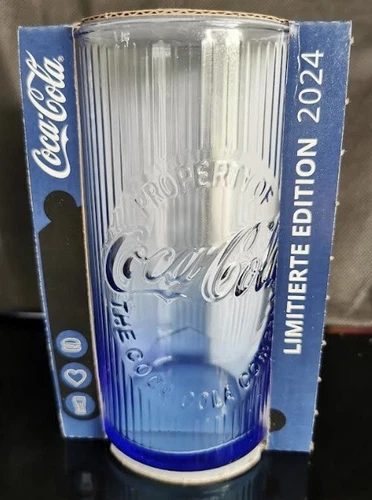 Coca-Cola
PROPERTY OF
Coca-Cola
THE COCA COLA COMPANY
LIMITIERTE EDITION 2024